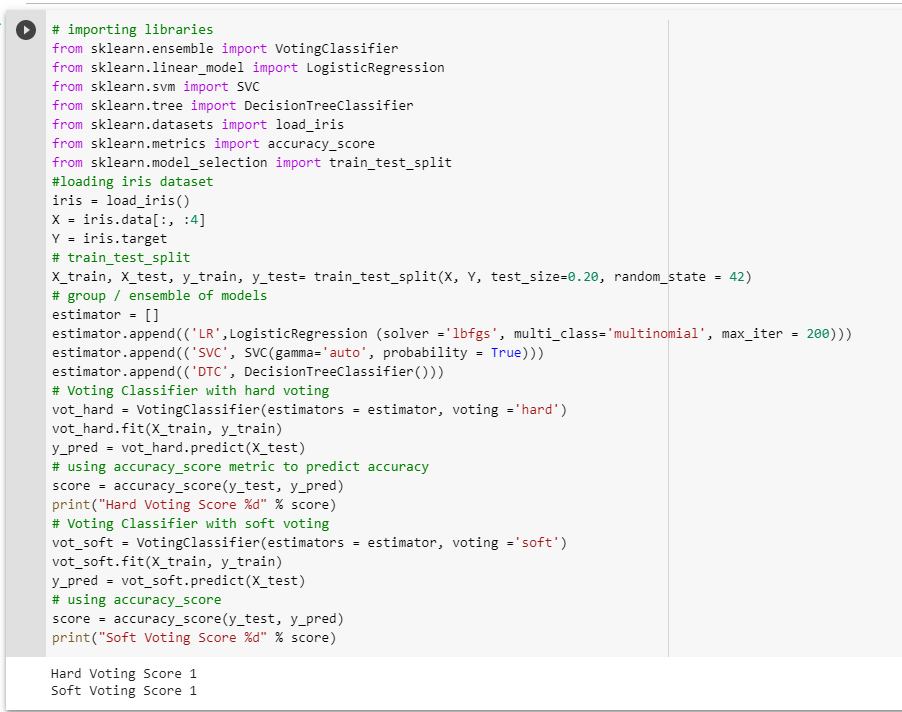 # importing libraries
from sklearn.ensemble import VotingClassifier
from sklearn.linear_model import LogisticRegression
from sklearn.svm import SVC
from sklearn.tree import DecisionTreeClassifier
from sklearn.datasets import load_iris
from sklearn.metrics import accuracy_score
from sklearn.model_selection import train_test_split
#loading iris dataset
iris = load_iris()
X = iris.data[:, :4]
Y = iris.target
# train_test_split
X_train, X_test, y_train, y_test= train_test_split(X, Y, test_size=0.20, random_state = 42)
# group / ensemble of models
estimator = []
estimator.append(('LR',LogisticRegression (solver ='lbfgs', multi_class='multinomial', max_iter = 200)))
estimator.append(('SVC', SVC(gamma='auto', probability = True)))
estimator.append(('DTC', DecisionTreeClassifier()))
# Voting Classifier with hard voting
vot_hard = VotingClassifier(estimators = estimator, voting ='hard')
vot_hard.fit(X_train, y_train)
y_pred = vot_hard.predict(X_test)
# using accuracy_score metric to predict accuracy
score = accuracy_score(y_test, y_pred)
print("Hard Voting Score %d" % score)
# Voting Classifier with soft voting
vot_soft = VotingClassifier(estimators = estimator, voting ='soft')
vot_soft.fit(X_train, y_train)
y_pred = vot_soft.predict(X_test)
# using accuracy_score
score = accuracy_score(y_test, y_pred)
print("Soft Voting Score %d" % score)
Hard Voting Score 1
Soft Voting Score 1